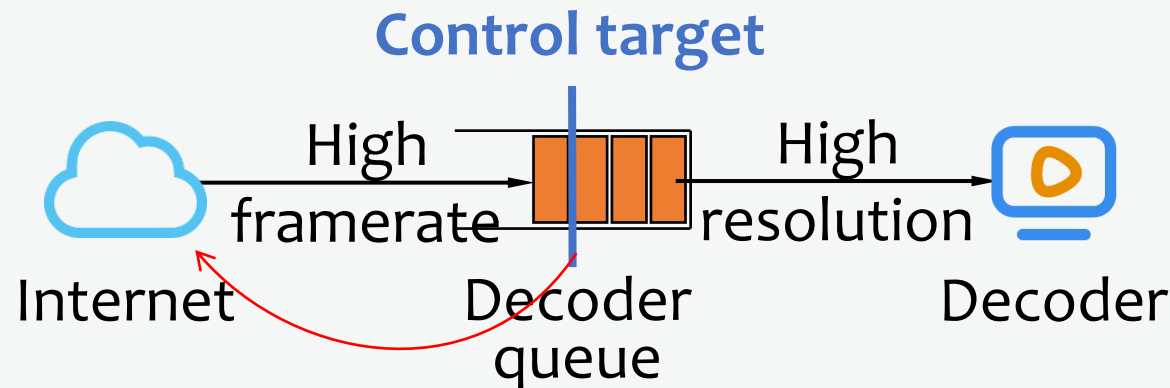 Control target
High
framerate
High
resolution
Internet
Decoder
queue
Decoder